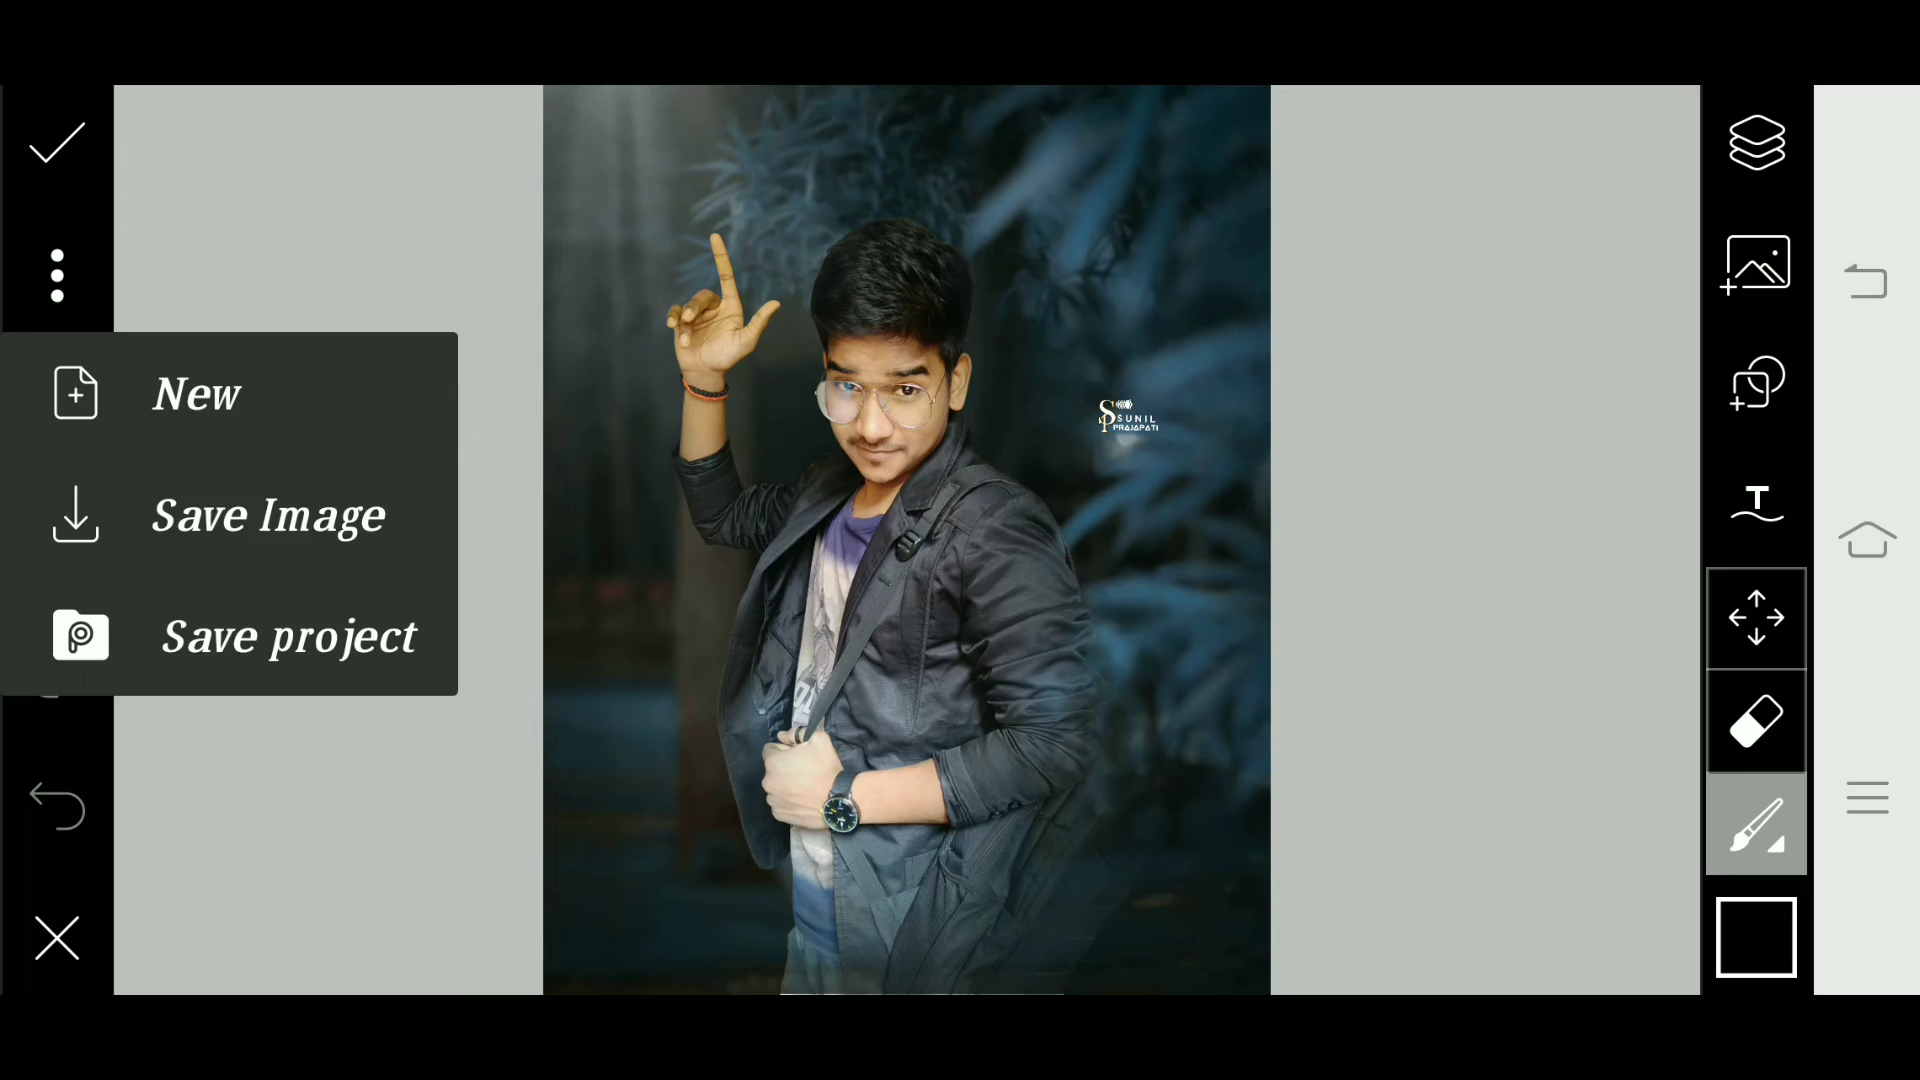 New
Save Image
Save project
SUNIL
PRAJAPATI
T